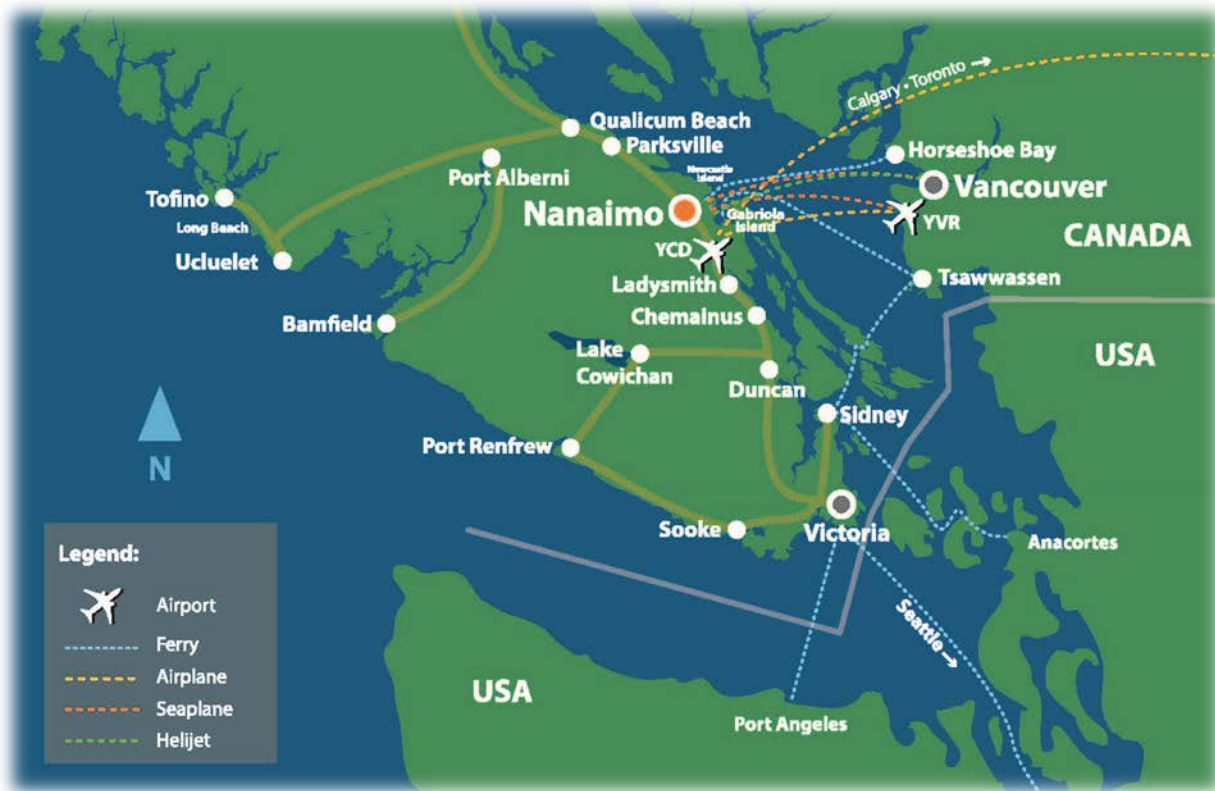 Calgary • Toronto →
Qualicum Beach
Parksville
Horseshoe Bay
Port Alberni
Newcastle
Island
Vancouver
Tofino
Nanaimo
Gabriola
Island
YVR
Long Beach
CANADA
YCD
Ucluelet
Tsawwassen
Ladysmith
Chemainus
Bamfield
Lake
Cowichan
USA
Duncan
Sidney
Port Renfrew
N
Sooke
Victoria
Anacortes
Legend:
Airport
Ferry
Airplane
Seaplane
Helijet
Seattle →
USA
Port Angeles